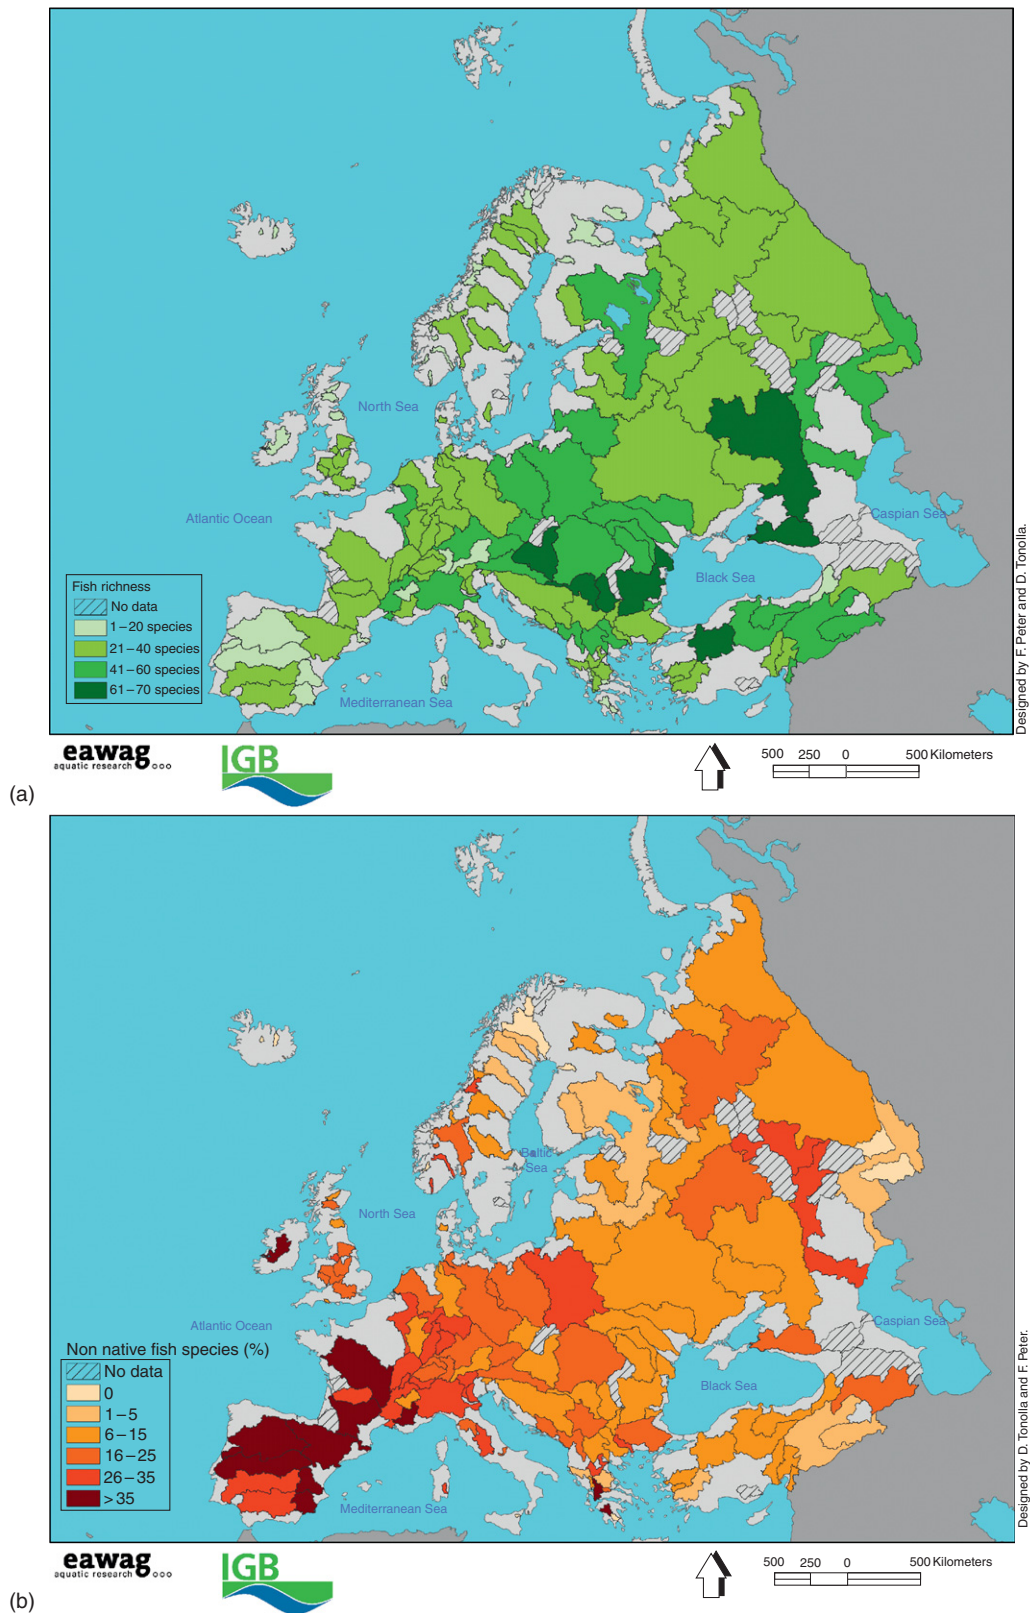 North Sea
Atlantic Ocean
Caspian Sea
Black Sea
Mediterranean Sea
Fish richness
No data
1–20 species
21–40 species
41–60 species
61–70 species
Designed by F. Peter and D. Tonolla.
eawag
aquatic research
IGB
500 250 0 500 Kilometers
(a)
Baltic
Sea
North Sea
Atlantic Ocean
Caspian Sea
Black Sea
Mediterranean Sea
Non native fish species (%)
No data
0
1–5
6–15
16–25
26–35
>35
Designed by D. Tonolla and F. Peter.
eawag
aquatic research
IGB
500 250 0 500 Kilometers
(b)